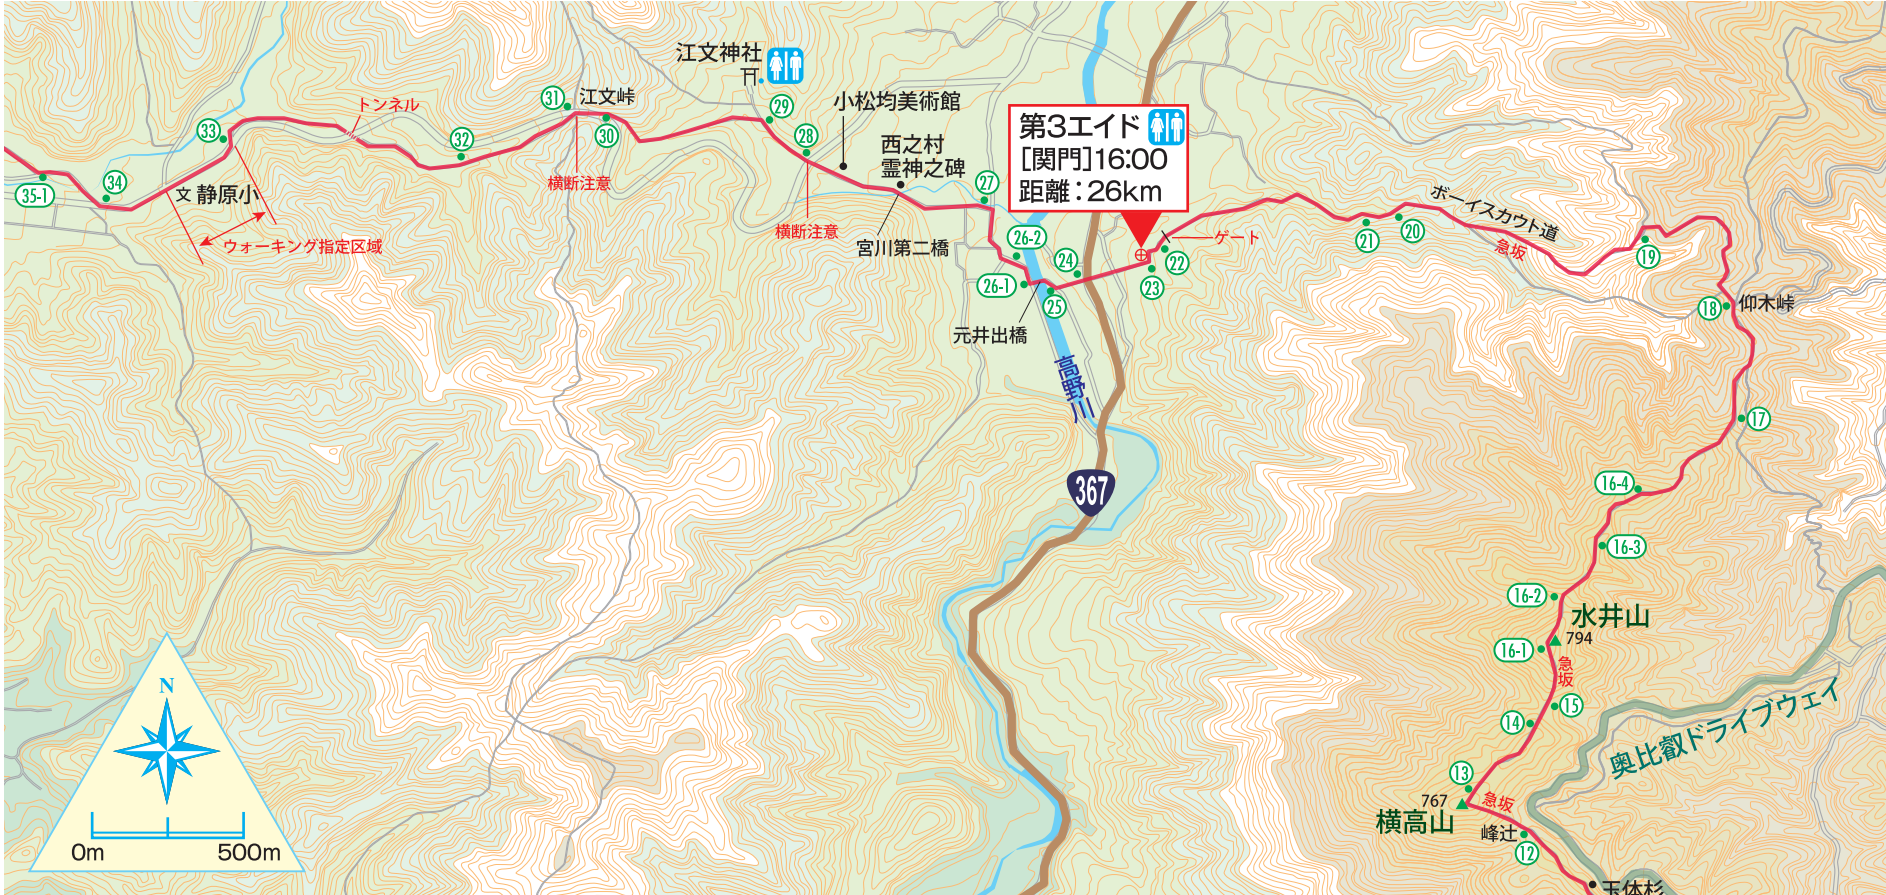 江文神社
31
江文峠
30
29
28
小松均美術館
トンネル
33
32
横断注意
西之村
霊神之碑
27
第3エイド
[関門]16:00
距離：26km
35-1
34
文 静原小
ウォーキング指定区域
横断注意
宮川第二橋
26-2
24
26-1
25
元井出橋
22
23
ゲート
21
20
ボーイスカウト道
急坂
19
18
仰木峠
高野川
17
367
16-4
16-3
16-2
水井山
794
16-1
急坂
15
14
奥比叡ドライブウェイ
13
767
横高山
急坂
峰辻
12
玉体杉
N
0m
500m